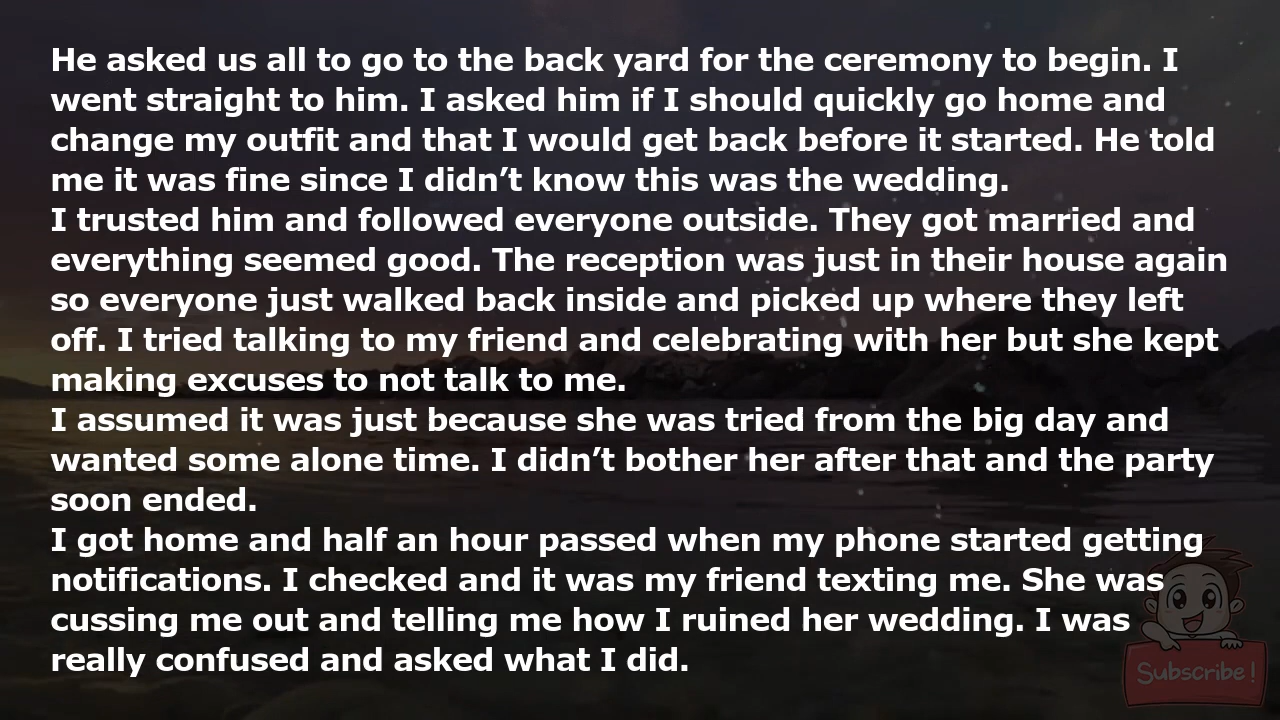 He asked us all to go to the back yard for the ceremony to begin. I
went straight to him. I asked him if I should quickly go home and
change my outfit and that I would get back before it started. He told
me it was fine since I didn’t know this was the wedding.
I trusted him and followed everyone outside. They got married and
everything seemed good. The reception was just in their house again
so everyone just walked back inside and picked up where they left
off. I tried talking to my friend and celebrating with her but she kept
making excuses to not talk to me.
I assumed it was just because she was tried from the big day and
wanted some alone time. I didn’t bother her after that and the party
soon ended.
I got home and half an hour passed when my phone started getting
notifications. I checked and it was my friend texting me. She was
cussing me out and telling me how I ruined her wedding. I was
really confused and asked what I did.
Subscribe!